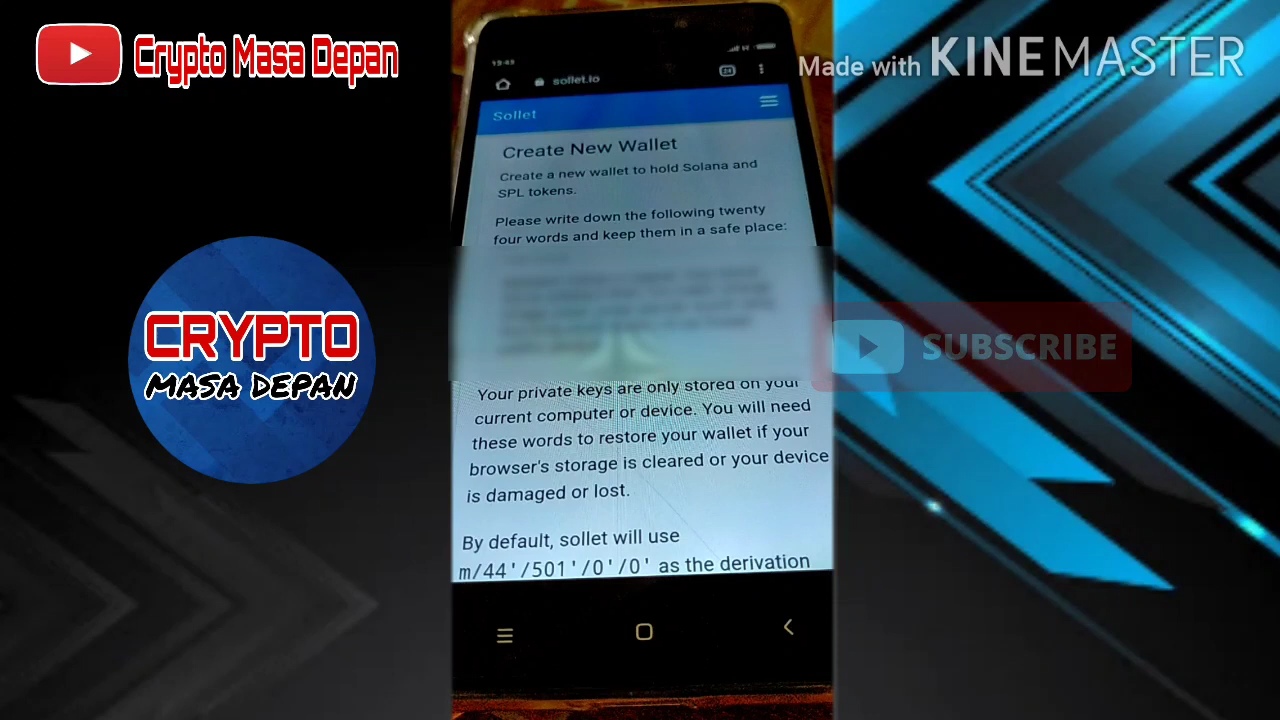 Crypto Masa Depan
Made with KINEMASTER
sollet.io
Sollet
Create New Wallet
Create a new wallet to hold Solana and
SPL tokens.
Please write down the following twenty
four words and keep them in a safe place:
CRYPTO
MASA DEPAN
SUBSCRIBE
Your private keys are only stored on your
current computer or device. You will need
these words to restore your wallet if your
browser's storage is cleared or your device
is damaged or lost.
By default, sollet will use
m/44'/501'/0'/0' as the derivation